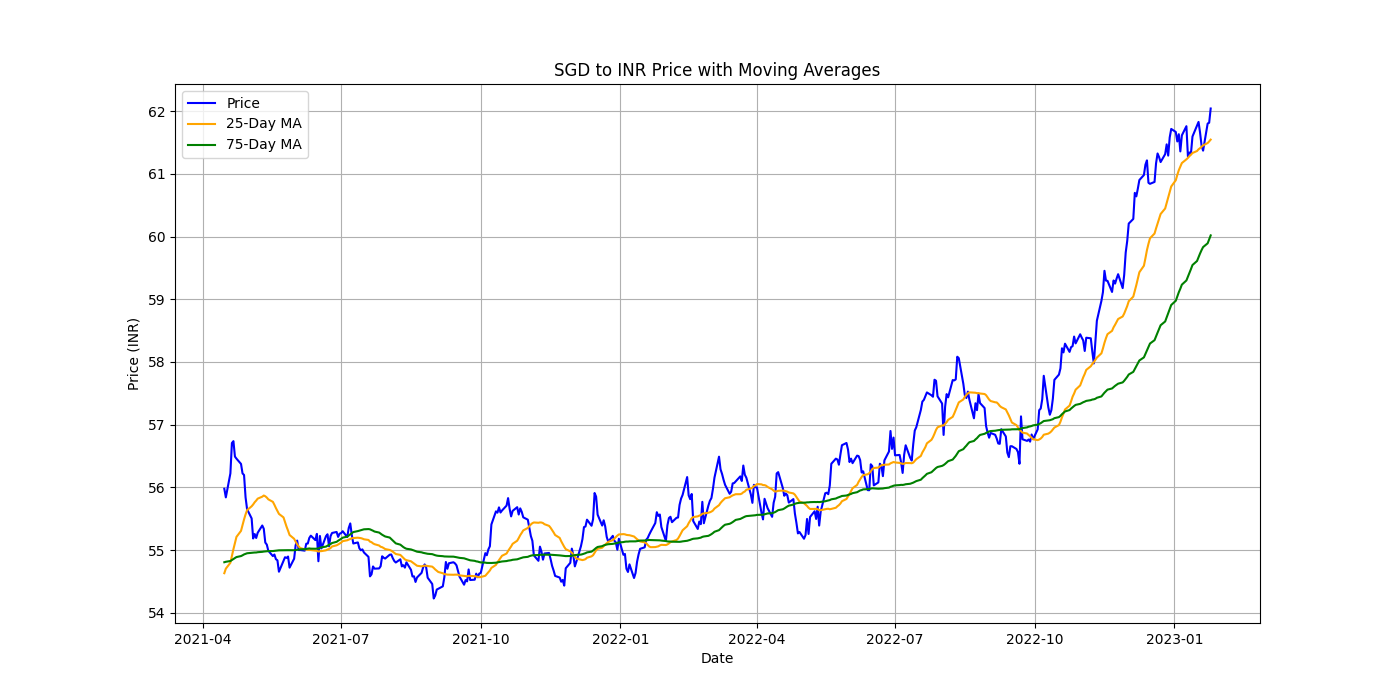 SGD to INR Price with Moving Averages
Price
25-Day MA
75-Day MA
Price (INR)
62
61
60
59
58
57
56
55
54
2021-04 2021-07 2021-10 2022-01 2022-04 2022-07 2022-10 2023-01
Date